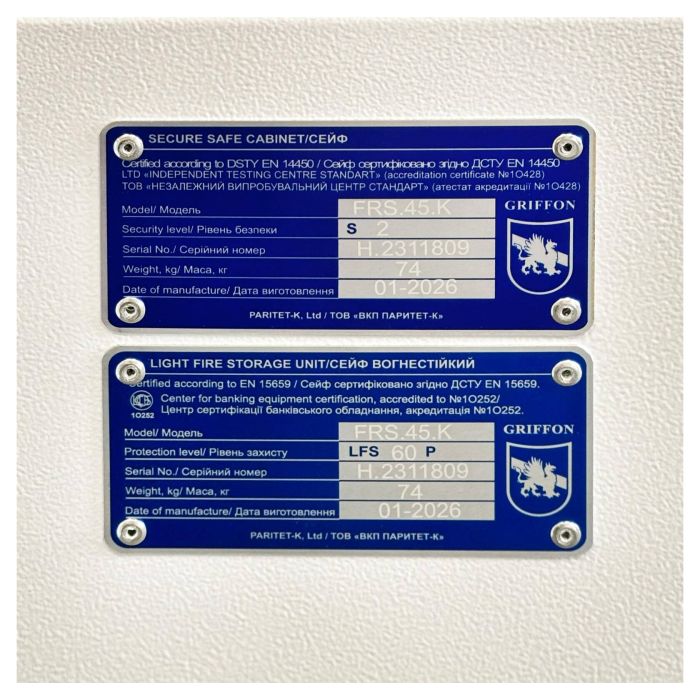 SECURE SAFE CABINET/СЕЙФ
Certified according to DSTY EN 14450 / Сейф сертифіковано згідно ДСТУ EN 14450
LTD «INDEPENDENT TESTING CENTRE STANDART» (accreditation certificate №1O428)
ТОВ «НЕЗАЛЕЖНИЙ ВИПРОБУВАЛЬНИЙ ЦЕНТР СТАНДАРТ» (атестат акредитації №1O428)
Model/ Модель FRS.45.K
GRIFFON
Security level/ Рівень безпеки S 2
Serial No./ Серійний номер H.2311809
Weight, kg/ Маса, кг 74
Date of manufacture/ Дата виготовлення 01-2026
PARITET-K, Ltd / ТОВ «ВКП ПАРИТЕТ-К»
LIGHT FIRE STORAGE UNIT/СЕЙФ ВОГНЕСТІЙКИЙ
Certified according to EN 15659 / Сейф сертифіковано згідно ДСТУ EN 15659.
Center for banking equipment certification, accredited to №1O252/
1O252 Центр сертифікації банківського обладнання, акредитація №1O252.
Model/ Модель FRS.45.K
GRIFFON
Protection level/ Рівень захисту LFS 60 P
Serial No./ Серійний номер H.2311809
Weight, kg/ Маса, кг 74
Date of manufacture/ Дата виготовлення 01-2026
PARITET-K, Ltd / ТОВ «ВКП ПАРИТЕТ-К»